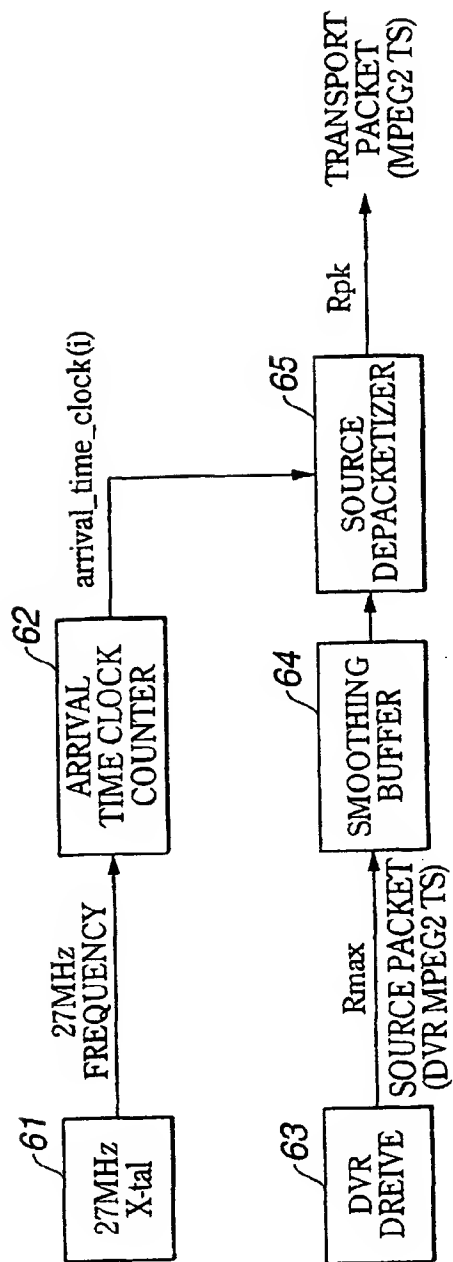 61
27MHz
X-tal
27MHz
FREQUENCY
62
ARRIVAL
TIME CLOCK
COUNTER
arrival_time_clock(i)
63
DVR
DREIVE
Rmax
SOURCE PACKET
(DVR MPEG2 TS)
64
SMOOTHING
BUFFER
65
SOURCE
DEPACKETIZER
Rpk
TRANSPORT
PACKET
(MPEG2 TS)